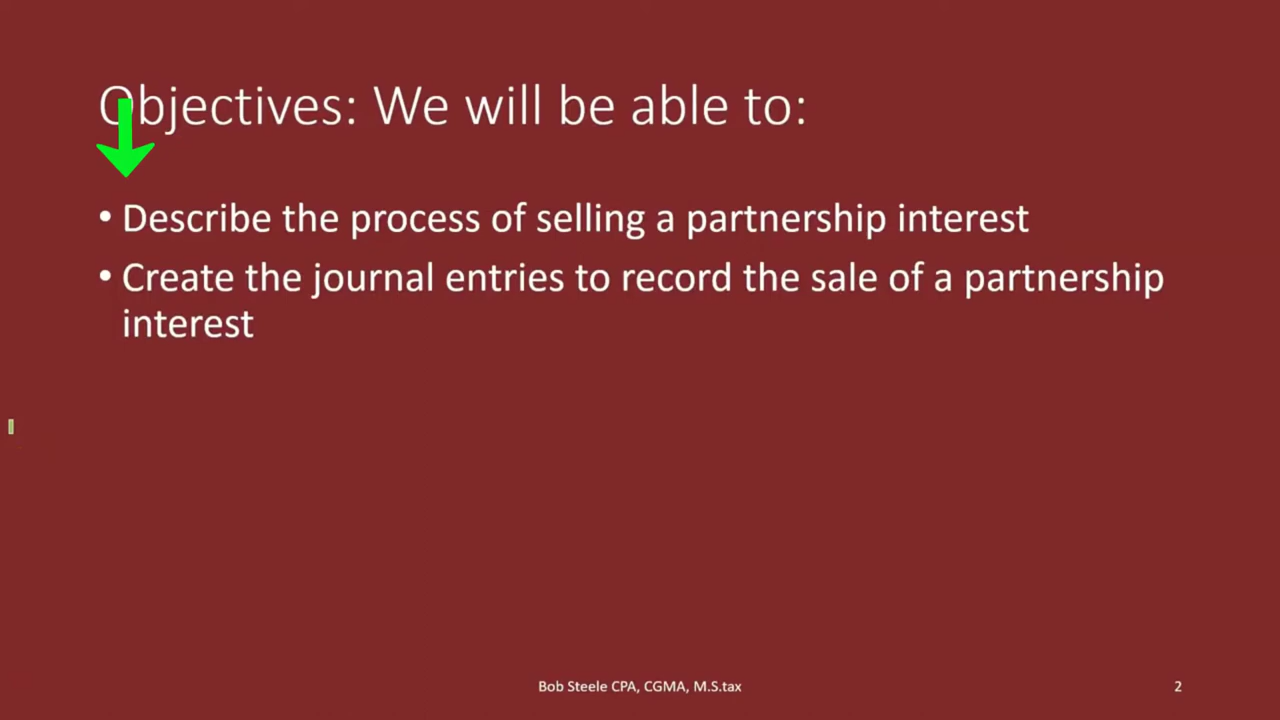 Objectives: We will be able to:
• Describe the process of selling a partnership interest
• Create the journal entries to record the sale of a partnership
interest
Bob Steele CPA, CGMA, M.S.tax
2